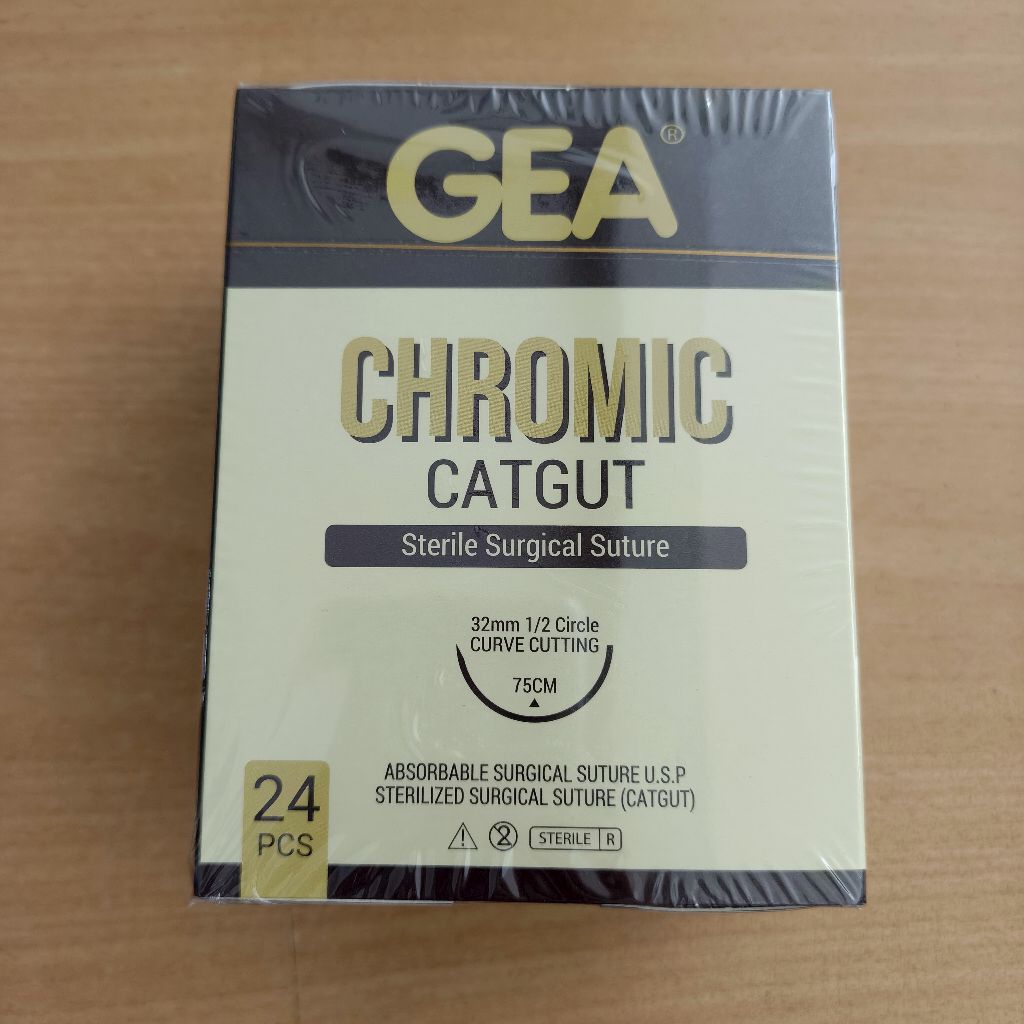 GEA®
CHROMIC
CATGUT
Sterile Surgical Suture
32mm 1/2 Circle
CURVE CUTTING
75CM
ABSORBABLE SURGICAL SUTURE U.S.P
STERILIZED SURGICAL SUTURE (CATGUT)
24
PCS
2
STERILE R